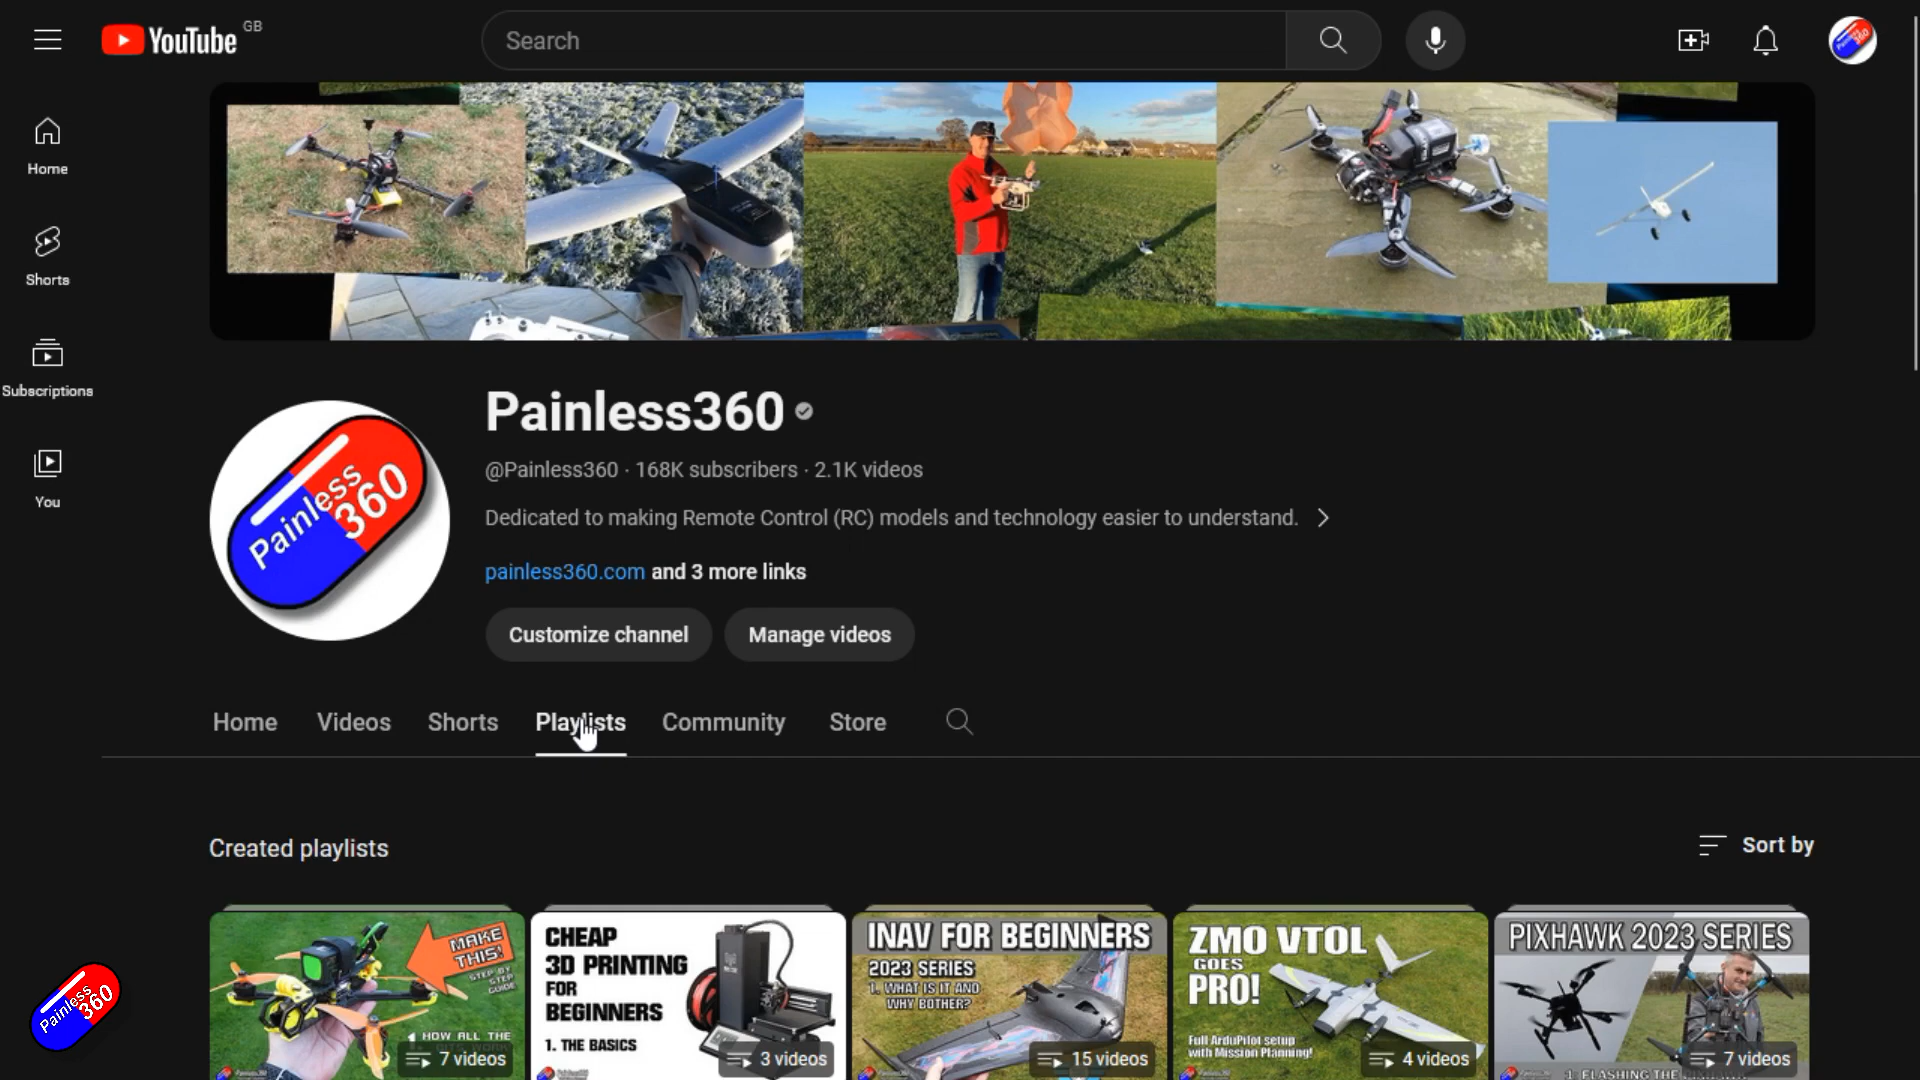 YouTube GB
Search
Home
Shorts
Subscriptions
You
Painless 360
Painless360
@Painless360 · 168K subscribers · 2.1K videos
Dedicated to making Remote Control (RC) models and technology easier to understand.
painless360.com and 3 more links
Customize channel
Manage videos
Home Videos Shorts Playlists Community Store
Created playlists
Sort by
MAKE
THIS!
STEP BY
STEP
GUIDE
1. HOW ALL THE
7 videos
CHEAP
3D PRINTING
FOR
BEGINNERS
1. THE BASICS
3 videos
INAV FOR BEGINNERS
2023 SERIES
1. WHAT IS IT AND
WHY BOTHER?
15 videos
ZMO VTOL
GOES
PRO!
Full ArduPilot setup
with Mission Planning!
4 videos
PIXHAWK 2023 SERIES
1. FLASHING THE
7 videos
Painless 360